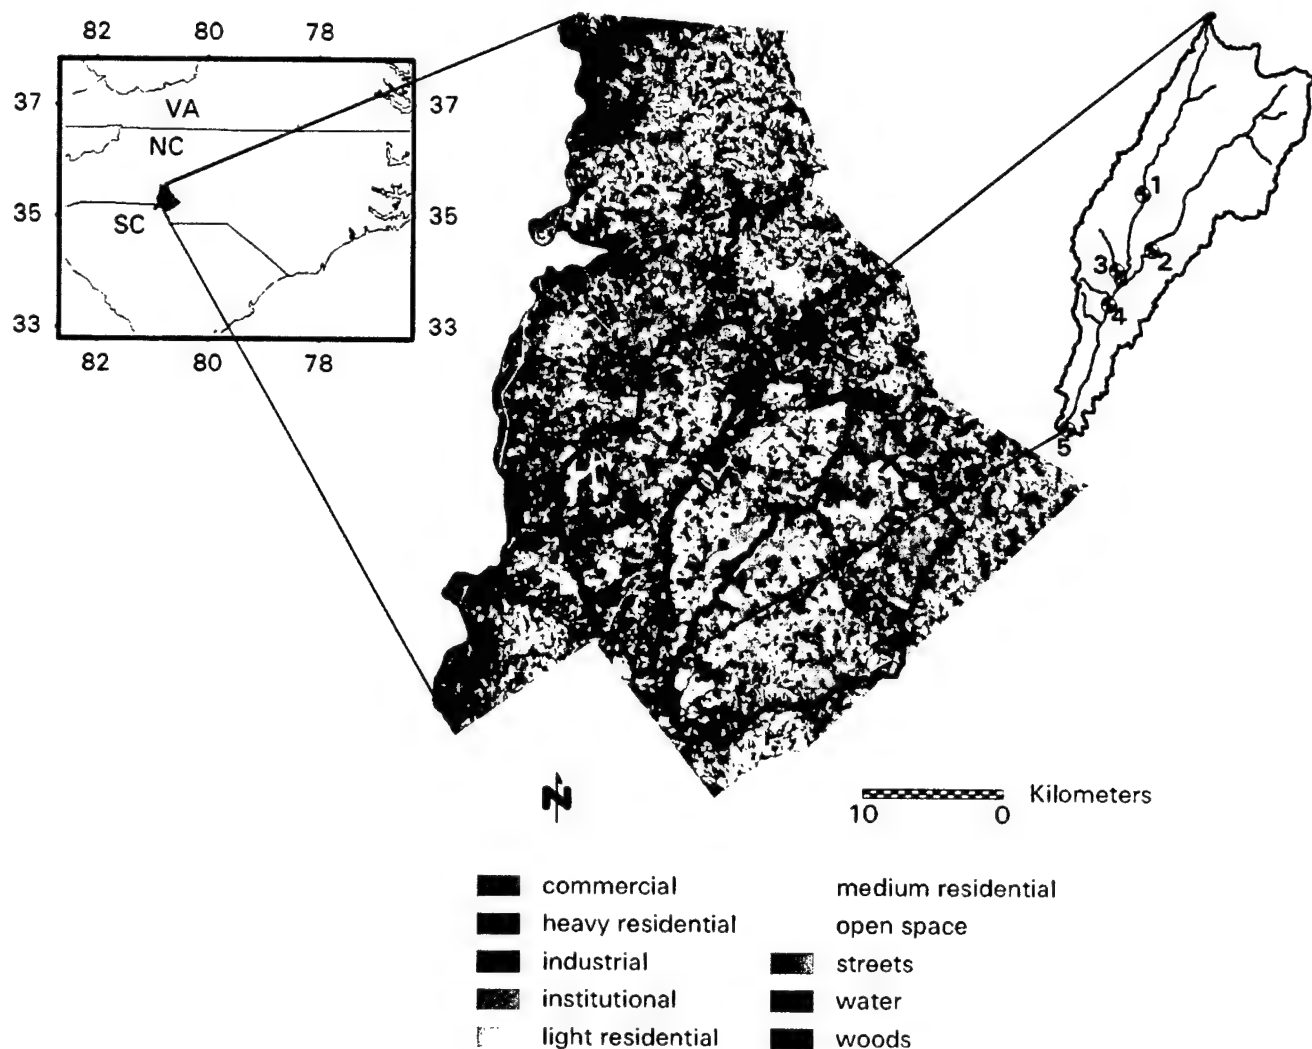 82 80 78
37 37
VA
NC
35 35
SC
33 33
82 80 78
1
2
3
4
5
N
Kilometers
10 0
commercial
heavy residential
industrial
institutional
light residential
medium residential
open space
streets
water
woods